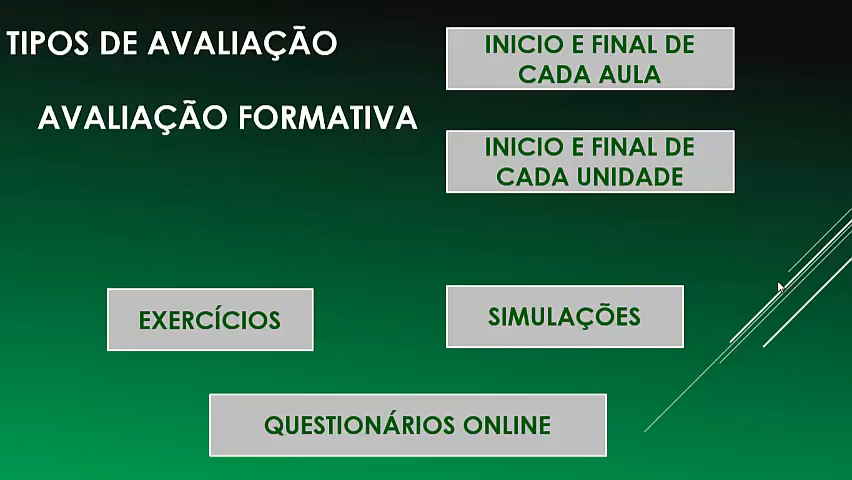 TIPOS DE AVALIAÇÃO
AVALIAÇÃO FORMATIVA
INICIO E FINAL DE
CADA AULA
INICIO E FINAL DE
CADA UNIDADE
EXERCÍCIOS
SIMULAÇÕES
QUESTIONÁRIOS ONLINE